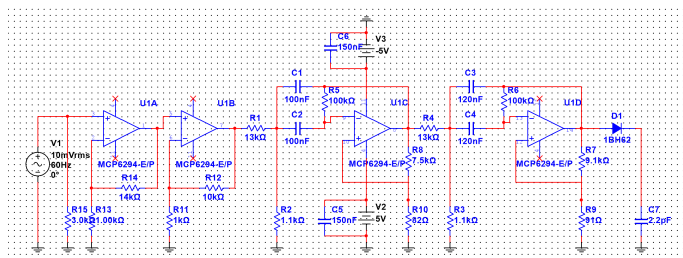 C6
150nF
V3
-5V
C1
100nF
R5
100kΩ
C3
120nF
R6
100kΩ
U1A
U1B
R1
13kΩ
C2
100nF
U1C
R4
13kΩ
C4
120nF
U1D
D1
1BH62
V1
10mVrms
60Hz
0°
MCP6294-E/P
MCP6294-E/P
MCP6294-E/P
MCP6294-E/P
R8
7.5kΩ
R7
9.1kΩ
R14
14kΩ
R12
10kΩ
R15
3.0kΩ
R13
1.00kΩ
R11
1kΩ
R2
1.1kΩ
C5
150nF
V2
5V
R10
82Ω
R3
1.1kΩ
R9
91Ω
C7
2.2pF